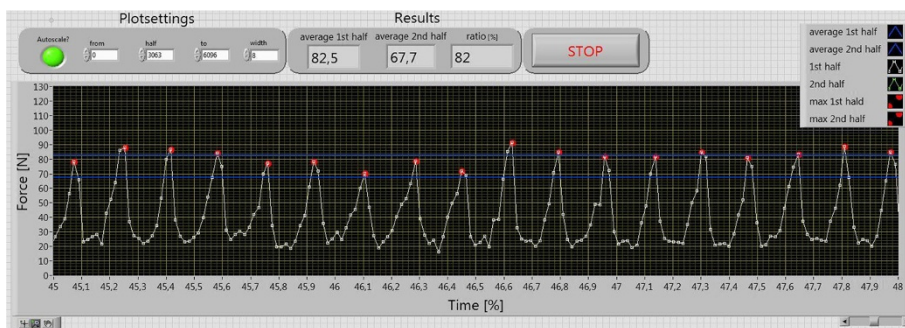 Plotsettings
Results
Autoscale?
from
half
to
width
0
3063
6096
8
average 1st half
average 2nd half
ratio [%]
82,5
67,7
82
STOP
average 1st half
average 2nd half
1st half
2nd half
max 1st hald
max 2nd half
Force [N]
130
120
110
100
90
80
70
60
50
40
30
20
10
0
45
45,1
45,2
45,3
45,4
45,5
45,6
45,7
45,8
45,9
46
46,1
46,2
46,3
46,4
46,5
46,6
46,7
46,8
46,9
47
47,1
47,2
47,3
47,4
47,5
47,6
47,7
47,8
47,9
48
Time [%]